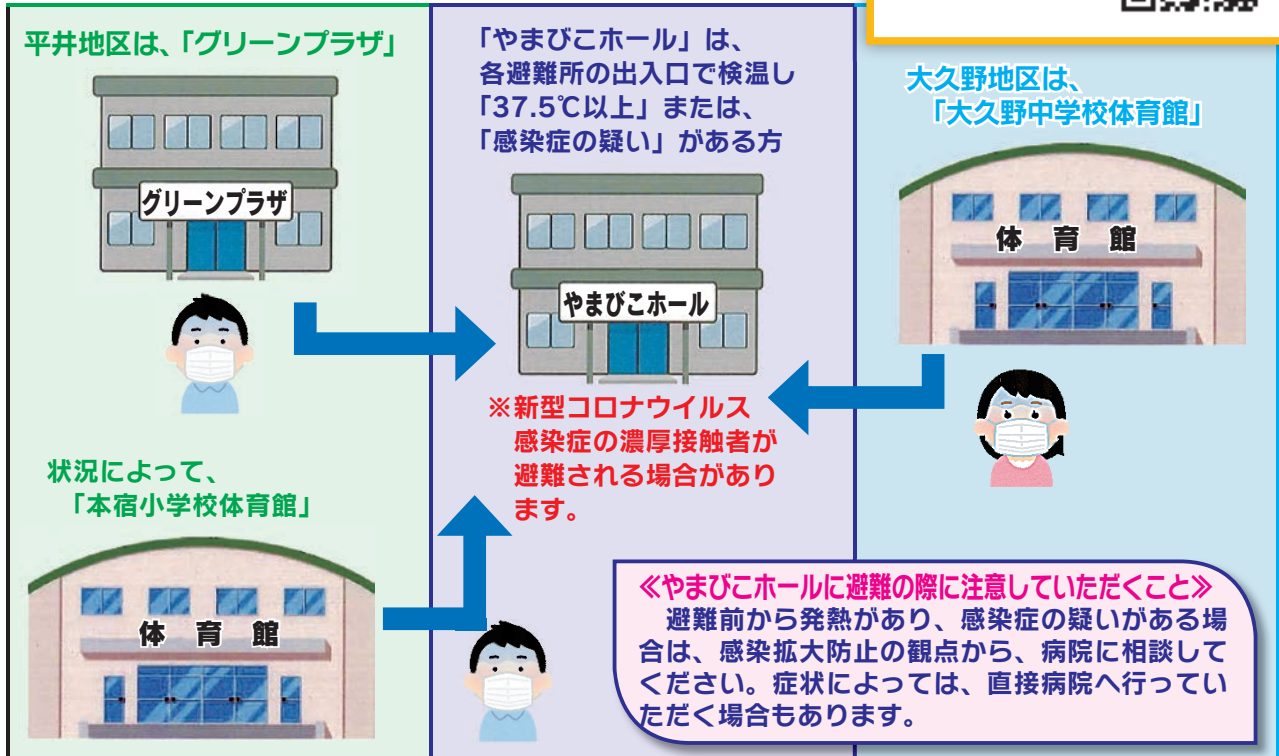 平井地区は、「グリーンプラザ」
グリーンプラザ
状況によって、
「本宿小学校体育館」
体育館
「やまびこホール」は、
各避難所の出入口で検温し
「37.5℃以上」または、
「感染症の疑い」がある方
やまびこホール
※新型コロナウイルス
感染症の濃厚接触者が
避難される場合があり
ます。
大久野地区は、
「大久野中学校体育館」
体育館
≪やまびこホールに避難の際に注意していただくこと≫
避難前から発熱があり、感染症の疑いがある場
合は、感染拡大防止の観点から、病院に相談して
ください。症状によっては、直接病院へ行ってい
ただく場合もあります。